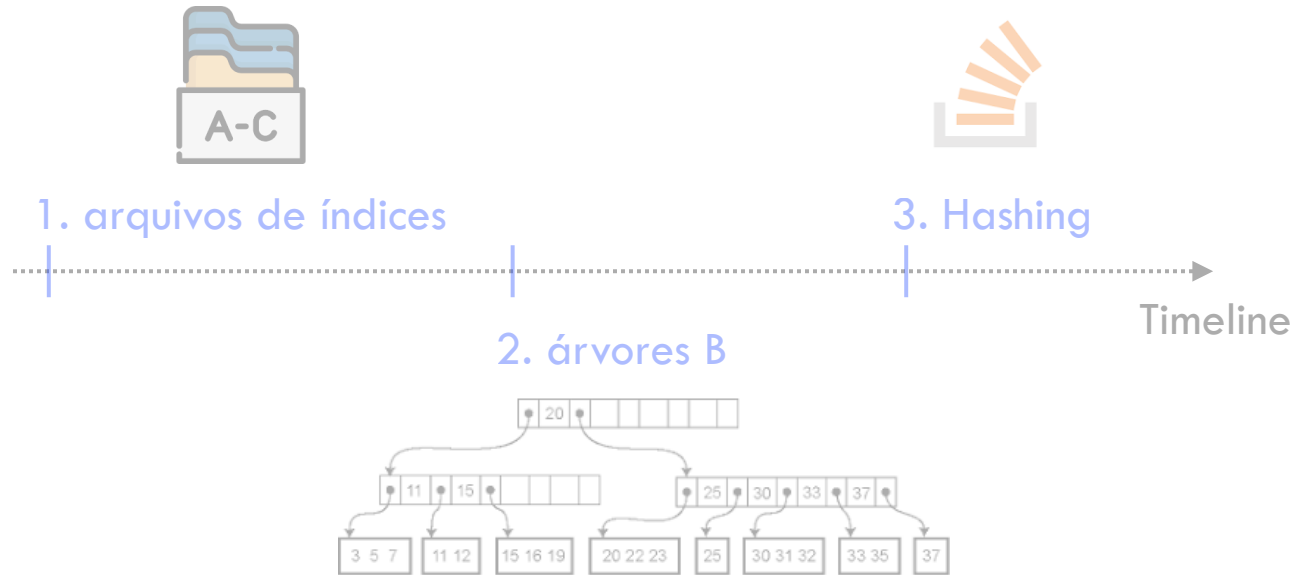 A-C
1. arquivos de índices
3. Hashing
Timeline
2. árvores B
20
11 15
25 30 33 37
3 5 7
11 12
15 16 19
20 22 23
25
30 31 32
33 35
37